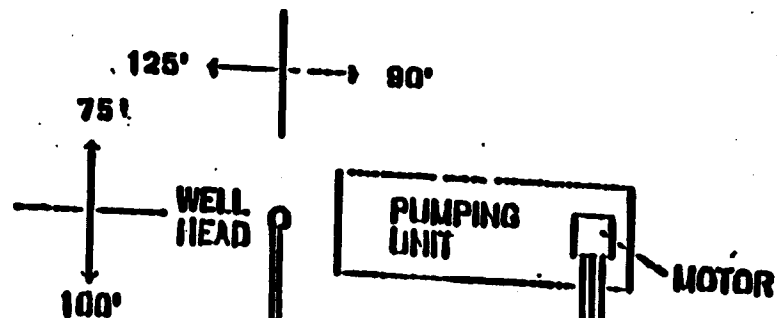 125' 90'
75'
WELL HEAD
PUMPING UNIT
MOTOR
100'